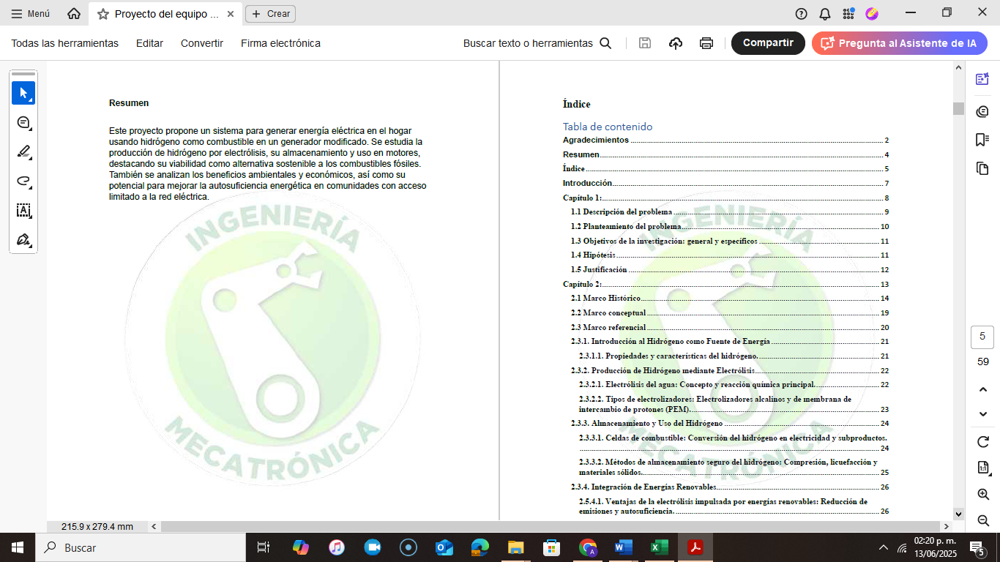 Menú
Proyecto del equipo ...
Crear
Todas las herramientas
Editar
Convertir
Firma electrónica
Buscar texto o herramientas
Compartir
Pregunta al Asistente de IA
Resumen
Este proyecto propone un sistema para generar energía eléctrica en el hogar
usando hidrógeno como combustible en un generador modificado. Se estudia la
producción de hidrógeno por electrólisis, su almacenamiento y uso en motores,
destacando su viabilidad como alternativa sostenible a los combustibles fósiles.
También se analizan los beneficios ambientales y económicos, así como su
potencial para mejorar la autosuficiencia energética en comunidades con acceso
limitado a la red eléctrica.
INGENIERÍA
MECATRÓNICA
Índice
Tabla de contenido
Agradecimientos 2
Resumen 4
Índice 5
Introducción 7
Capítulo 1: 8
1.1 Descripción del problema 9
1.2 Planteamiento del problema 10
1.3 Objetivos de la investigación: general y específicos 11
1.4 Hipótesis 11
1.5 Justificación 12
Capítulo 2: 13
2.1 Marco Histórico 14
2.2 Marco conceptual 19
2.3 Marco referencial 20
2.3.1. Introducción al Hidrógeno como Fuente de Energía 21
2.3.1.1. Propiedades y características del hidrógeno. 21
2.3.2. Producción de Hidrógeno mediante Electrólisis 22
2.3.2.1. Electrólisis del agua: Concepto y reacción química principal. 22
2.3.2.2. Tipos de electrolizadores: Electrolizadores alcalinos y de membrana de
intercambio de protones (PEM). 23
2.3.3. Almacenamiento y Uso del Hidrógeno 24
2.3.3.1. Celdas de combustible: Conversión del hidrógeno en electricidad y subproductos.
24
2.3.3.2. Métodos de almacenamiento seguro del hidrógeno: Compresión, licuefacción y
materiales sólidos. 25
2.3.4. Integración de Energías Renovables 26
2.5.4.1. Ventajas de la electrólisis impulsada por energías renovables: Reducción de
emisiones y autosuficiencia. 26
INGENIERÍA
MECATRÓNICA
5
59
1:1
215.9 x 279.4 mm
Buscar
02:20 p. m.
13/06/2025
5